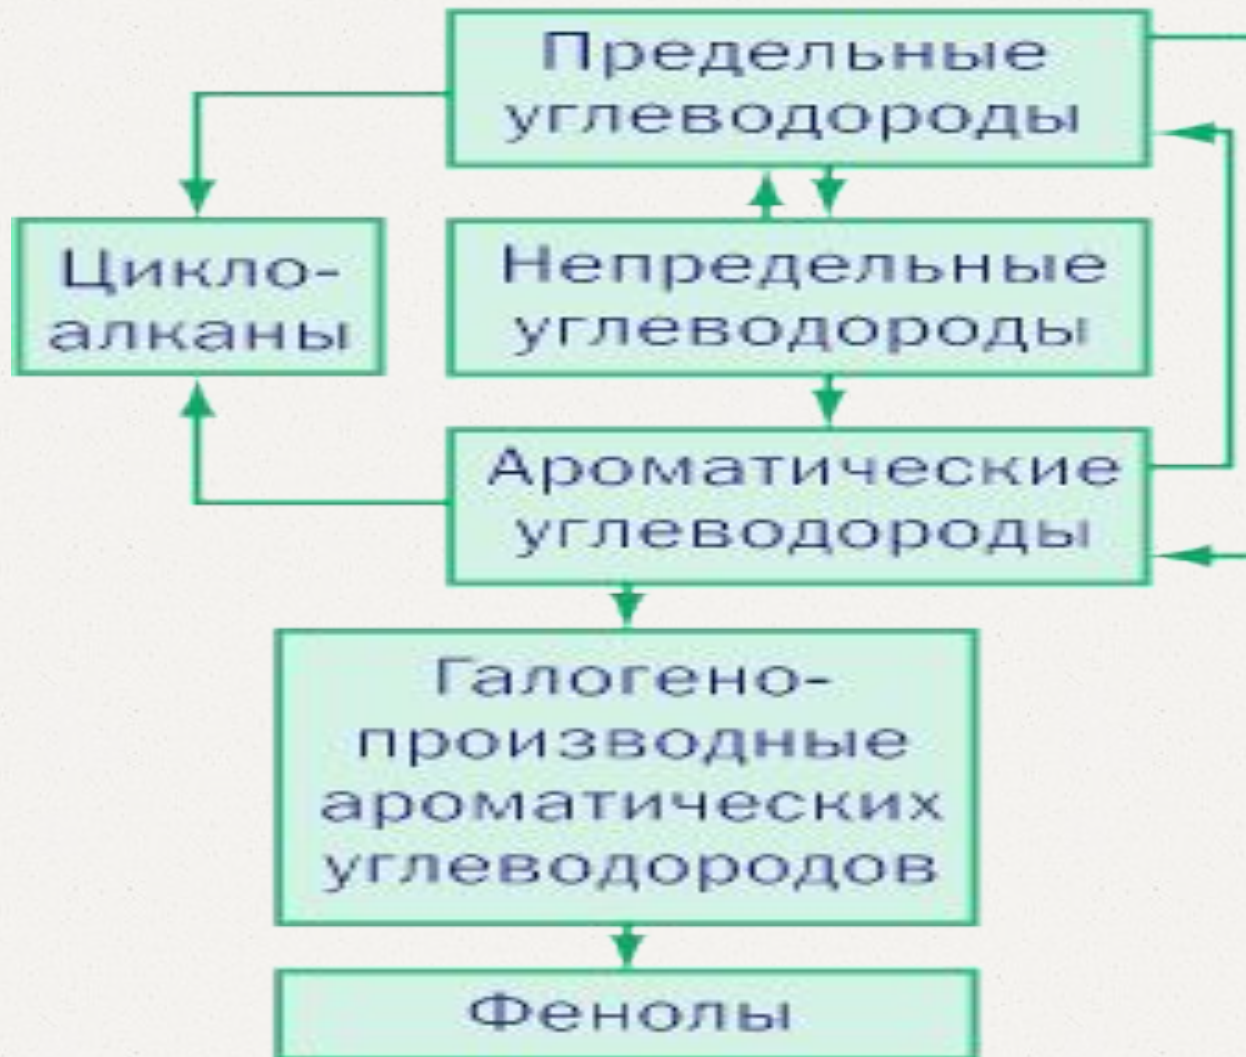 Предельные
углеводороды
Цикло-
алканы
Непредельные
углеводороды
Ароматические
углеводороды
Галогено-
производные
ароматических
углеводородов
Фенолы